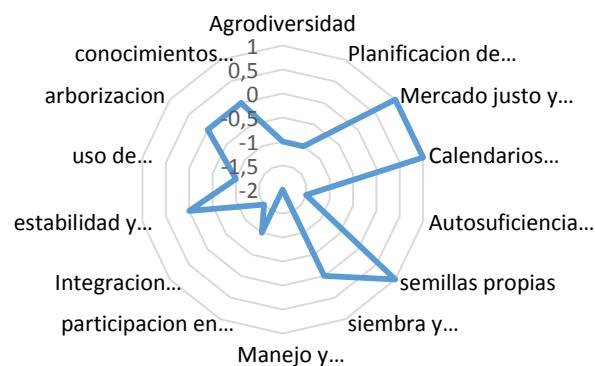 Agrodiversidad
Planificacion de...
Mercado justo y...
Calendarios...
Autosuficiencia...
semillas propias
siembra y...
Manejo y...
participacion en...
Integracion...
estabilidad y...
uso de...
arborizacion
conocimientos...
1
0,5
0
-0,5
-1
-1,5
-2